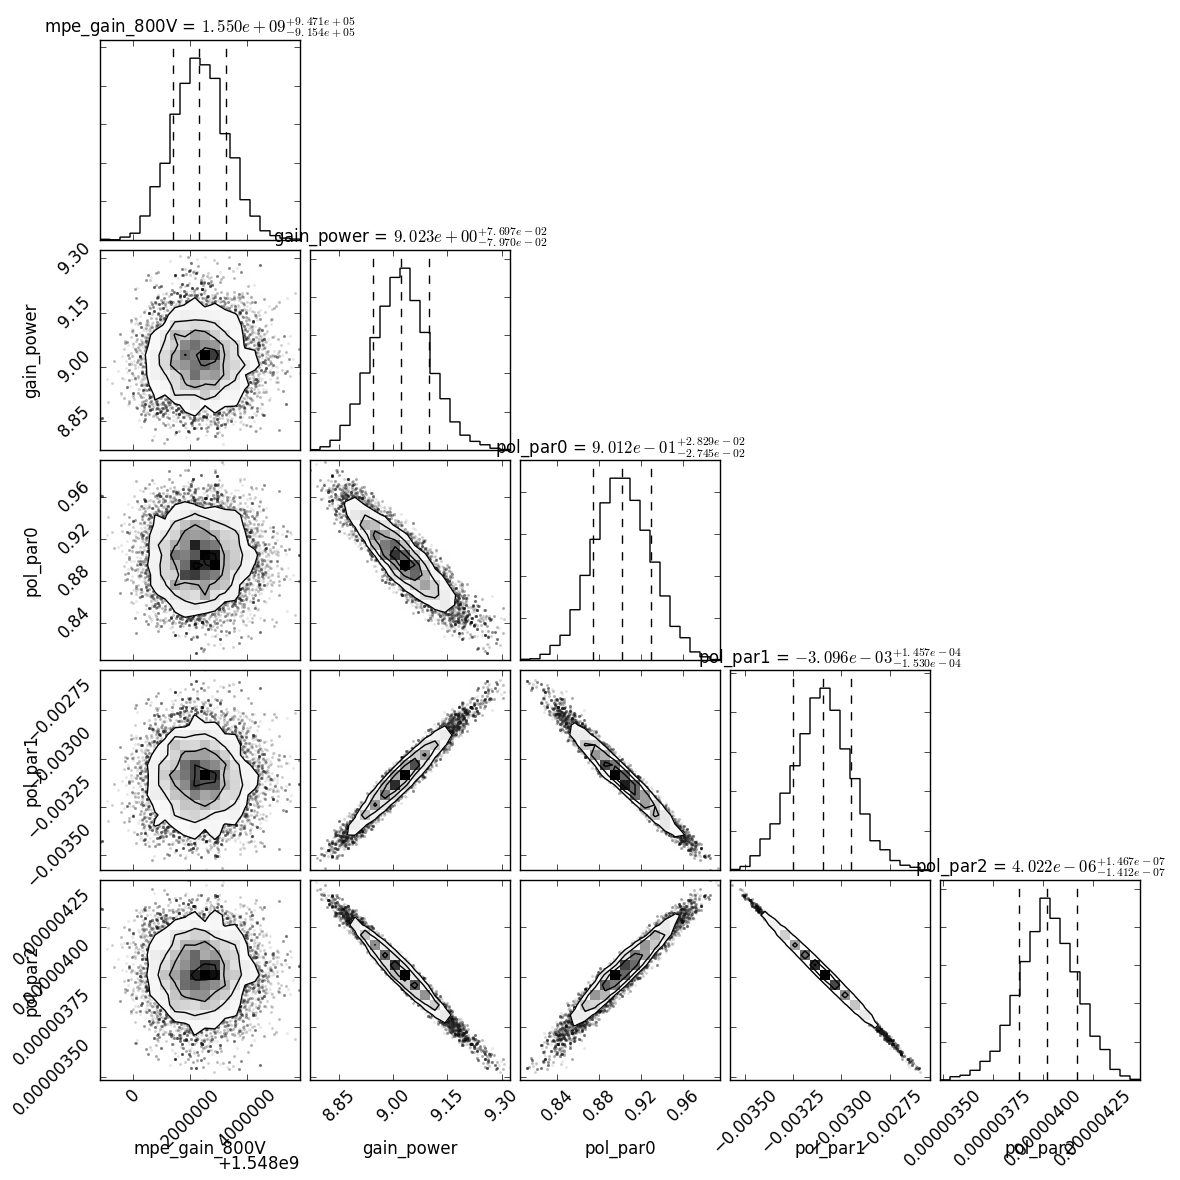 mpe_gain_800V = 1.550e+09 +9.471e+05 −9.154e+05
gain_power = 9.023e+00 +7.697e−02 −7.970e−02
9.30
9.15
9.00
8.85
gain_power
pol_par0 = 9.012e−01 +2.829e−02 −2.745e−02
0.96
0.92
0.88
0.84
pol_par0
pol_par1 = −3.096e−03 +1.457e−04 −1.530e−04
−0.00275
−0.00300
−0.00325
−0.00350
pol_par1
pol_par2 = 4.022e−06 +1.467e−07 −1.412e−07
0.00000425
0.00000400
0.00000375
0.00000350
pol_par2
0 2000000 4000000 8.85 9.00 9.15 9.30 0.84 0.88 0.92 0.96 −0.00350 −0.00325 −0.00300 −0.00275 0.00000350 0.00000375 0.00000400 0.00000425
mpe_gain_800V gain_power pol_par0 pol_par1 pol_par2
+1.548e9